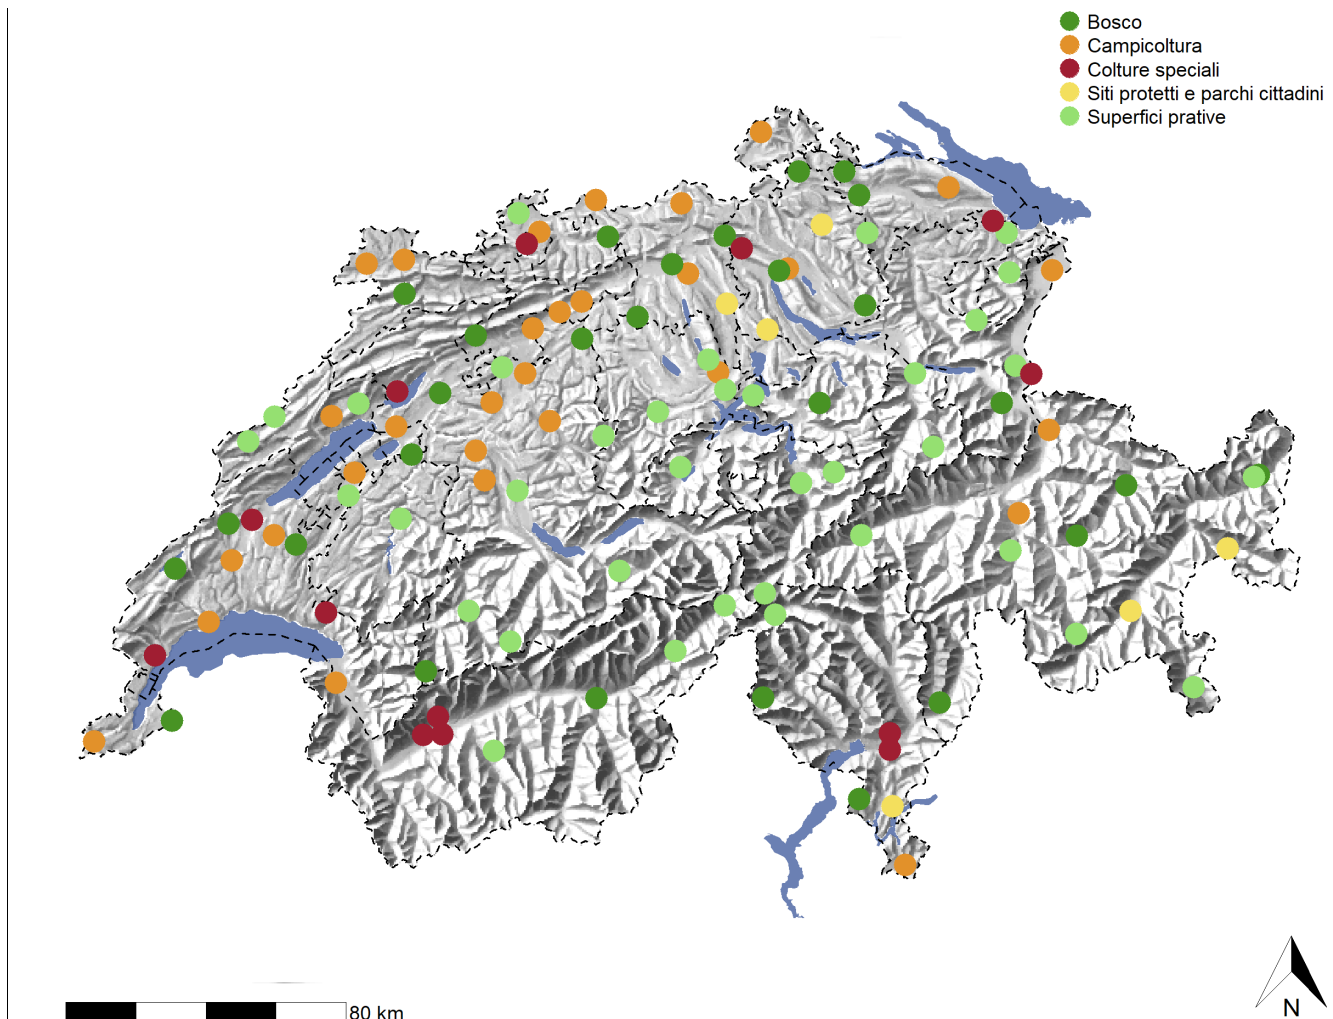 Bosco
Campicoltura
Colture speciali
Siti protetti e parchi cittadini
Superfici prative
80 km
N